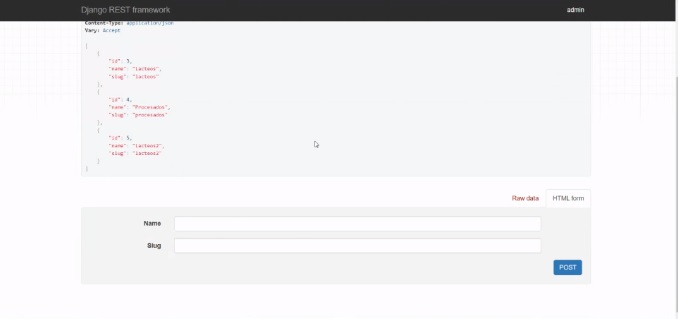 Django REST framework
admin
Content-Type: application/json
Vary: Accept
[
{
"id": 3,
"name": "Lacteos",
"slug": "lacteos"
},
{
"id": 4,
"name": "Procesados",
"slug": "procesados"
},
{
"id": 5,
"name": "Lacteos2",
"slug": "lacteos2"
}
]
Raw data
HTML form
Name
Slug
POST